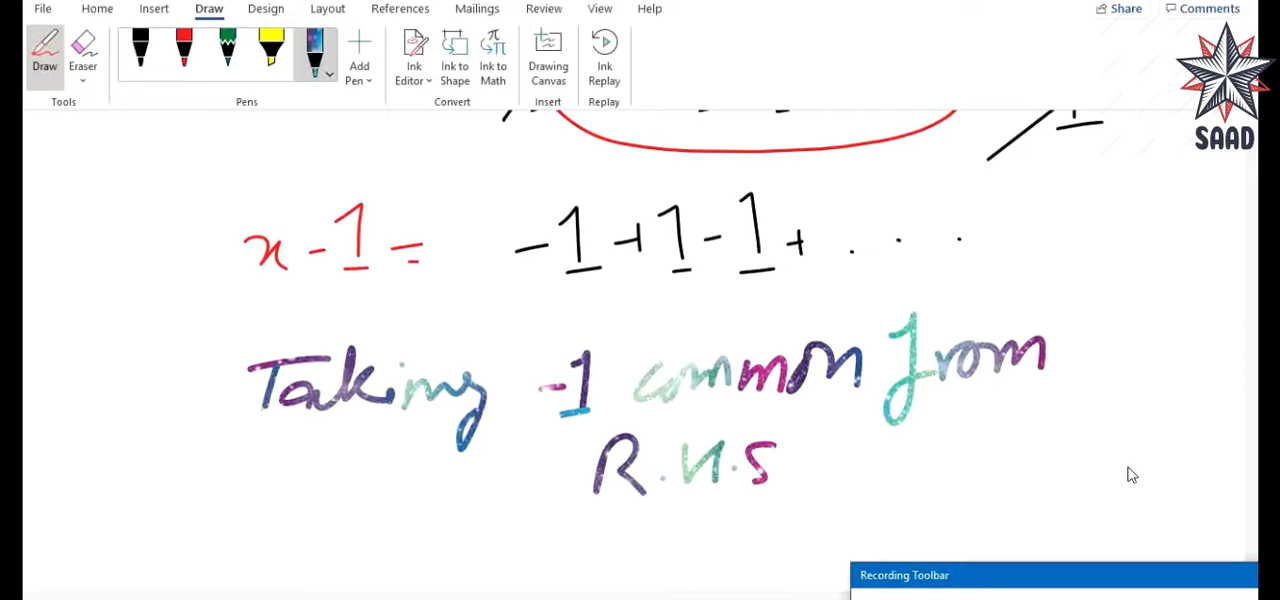 File Home Insert Draw Design Layout References Mailings Review View Help Share Comments
Draw Eraser Add Pen Ink Editor Ink to Shape Ink to Math Drawing Canvas Ink Replay
Tools Pens Convert Insert Replay
SAAD
x - 1 = -1 + 1 - 1 + . . .
Taking -1 common from
R.H.S
Recording Toolbar